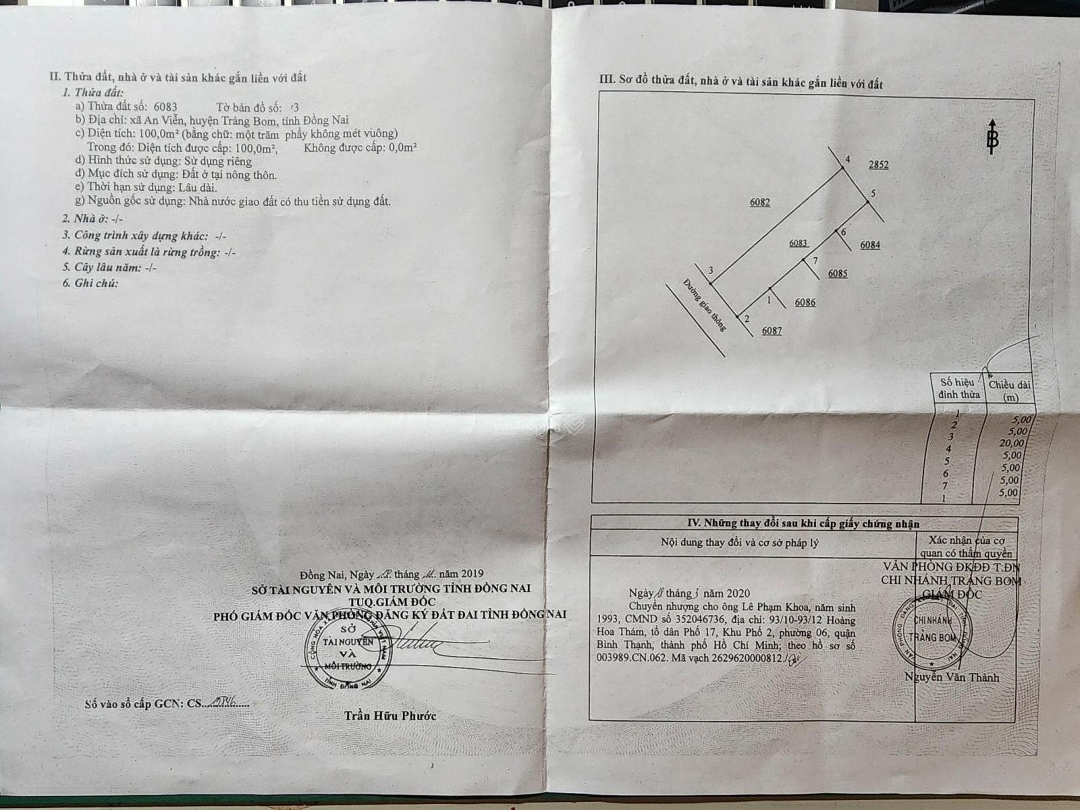 II. Thửa đất, nhà ở và tài sản khác gắn liền với đất
1. Thửa đất:
a) Thửa đất số: 6083 Tờ bản đồ số: 3
b) Địa chỉ: xã An Viễn, huyện Trảng Bom, tỉnh Đồng Nai
c) Diện tích: 100,0m² (bằng chữ: một trăm phẩy không mét vuông)
Trong đó: Diện tích được cấp: 100,0m², Không được cấp: 0,0m²
d) Hình thức sử dụng: Sử dụng riêng
đ) Mục đích sử dụng: Đất ở tại nông thôn.
e) Thời hạn sử dụng: Lâu dài.
g) Nguồn gốc sử dụng: Nhà nước giao đất có thu tiền sử dụng đất.
2. Nhà ở: -/-
3. Công trình xây dựng khác: -/-
4. Rừng sản xuất là rừng trồng: -/-
5. Cây lâu năm: -/-
6. Ghi chú:
Đồng Nai, Ngày tháng năm 2019
SỞ TÀI NGUYÊN VÀ MÔI TRƯỜNG TỈNH ĐỒNG NAI
TUQ.GIÁM ĐỐC
PHÓ GIÁM ĐỐC VĂN PHÒNG ĐĂNG KÝ ĐẤT ĐAI TỈNH ĐỒNG NAI
SỞ
TÀI NGUYÊN
VÀ
MÔI TRƯỜNG
TỈNH ĐỒNG NAI
Số vào sổ cấp GCN: CS
Trần Hữu Phước
III. Sơ đồ thửa đất, nhà ở và tài sản khác gắn liền với đất
B
4
2852
5
6082
6
6083
6084
7
3
6085
1
6086
2
6087
Đường giao thông
Số hiệu đỉnh thửa
Chiều dài (m)
1
5,00
2
5,00
3
20,00
4
5,00
5
5,00
6
5,00
7
5,00
1
IV. Những thay đổi sau khi cấp giấy chứng nhận
Nội dung thay đổi và cơ sở pháp lý
Xác nhận của cơ
quan có thẩm quyền
Ngày tháng 3 năm 2020
Chuyển nhượng cho ông Lê Phạm Khoa, năm sinh
1993, CMND số 352046736, địa chỉ: 93/10-93/12 Hoàng
Hoa Thám, tổ dân Phố 17, Khu Phố 2, phường 06, quận
Bình Thạnh, thành phố Hồ Chí Minh; theo hồ sơ số
003989.CN.062. Mã vạch 2629620000812./
VĂN PHÒNG ĐKĐĐ T.ĐN
CHI NHÁNH TRẢNG BOM
GIÁM ĐỐC
CHI NHÁNH
TRẢNG BOM
Nguyễn Văn Thánh